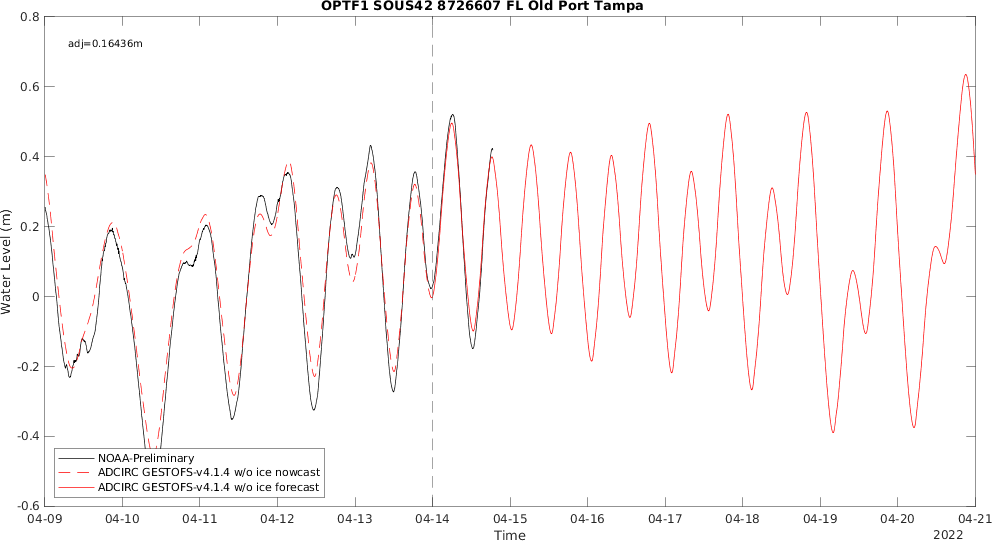 OPTF1 SOUS42 8726607 FL Old Port Tampa
adj=0.16436m
0.8
0.6
0.4
0.2
0
-0.2
-0.4
-0.6
Water Level (m)
NOAA-Preliminary
ADCIRC GESTOFS-v4.1.4 w/o ice nowcast
ADCIRC GESTOFS-v4.1.4 w/o ice forecast
04-09 04-10 04-11 04-12 04-13 04-14 04-15 04-16 04-17 04-18 04-19 04-20 04-21
Time
2022